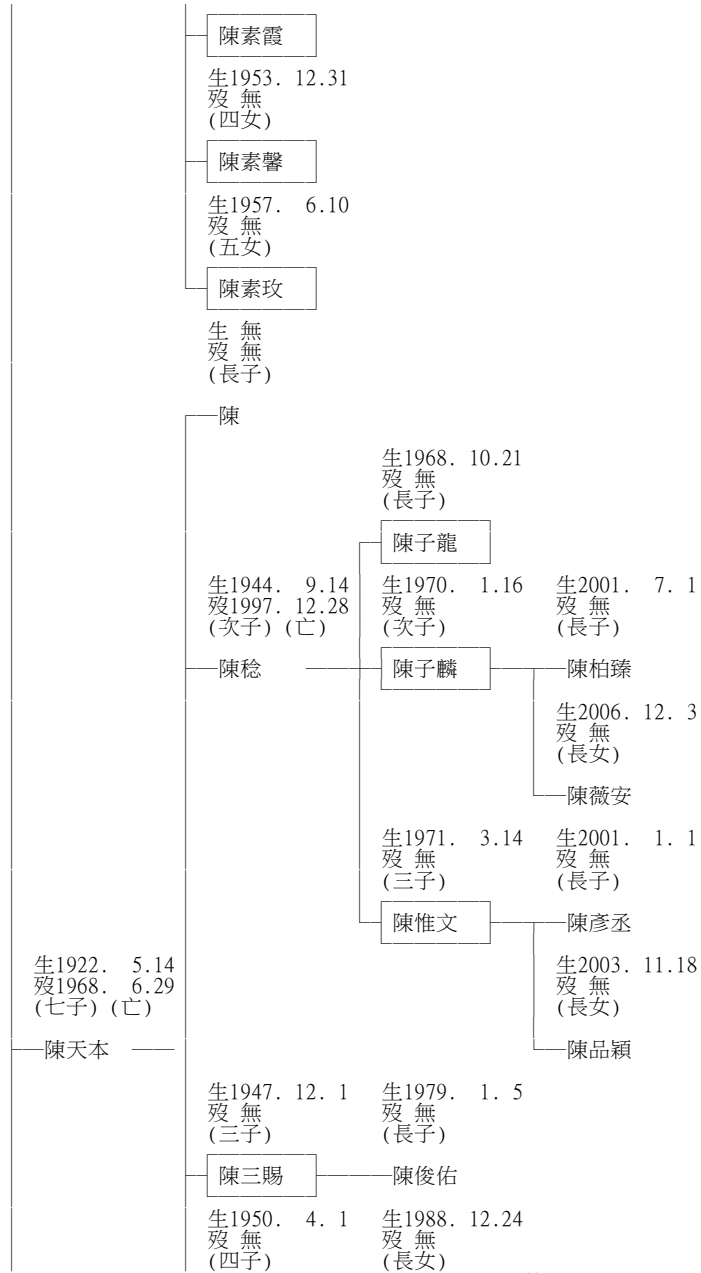 陳素霞
生1953. 12.31
歿 無
(四女)
陳素馨
生1957. 6.10
歿 無
(五女)
陳素玫
生 無
歿 無
(長子)
陳
生1968. 10.21
歿 無
(長子)
陳子龍
生1944. 9.14 生1970. 1.16 生2001. 7. 1
歿1997. 12.28 歿 無 歿 無
(次子) (亡) (次子) (長子)
陳稔 陳子麟 陳柏臻
生2006. 12. 3
歿 無
(長女)
陳薇安
生1971. 3.14 生2001. 1. 1
歿 無 歿 無
(三子) (長子)
陳惟文 陳彥丞
生1922. 5.14 生2003. 11.18
歿1968. 6.29 歿 無
(七子) (亡) (長女)
陳天本 陳品穎
生1947. 12. 1 生1979. 1. 5
歿 無 歿 無
(三子) (長子)
陳三賜 陳俊佑
生1950. 4. 1 生1988. 12.24
歿 無 歿 無
(四子) (長女)